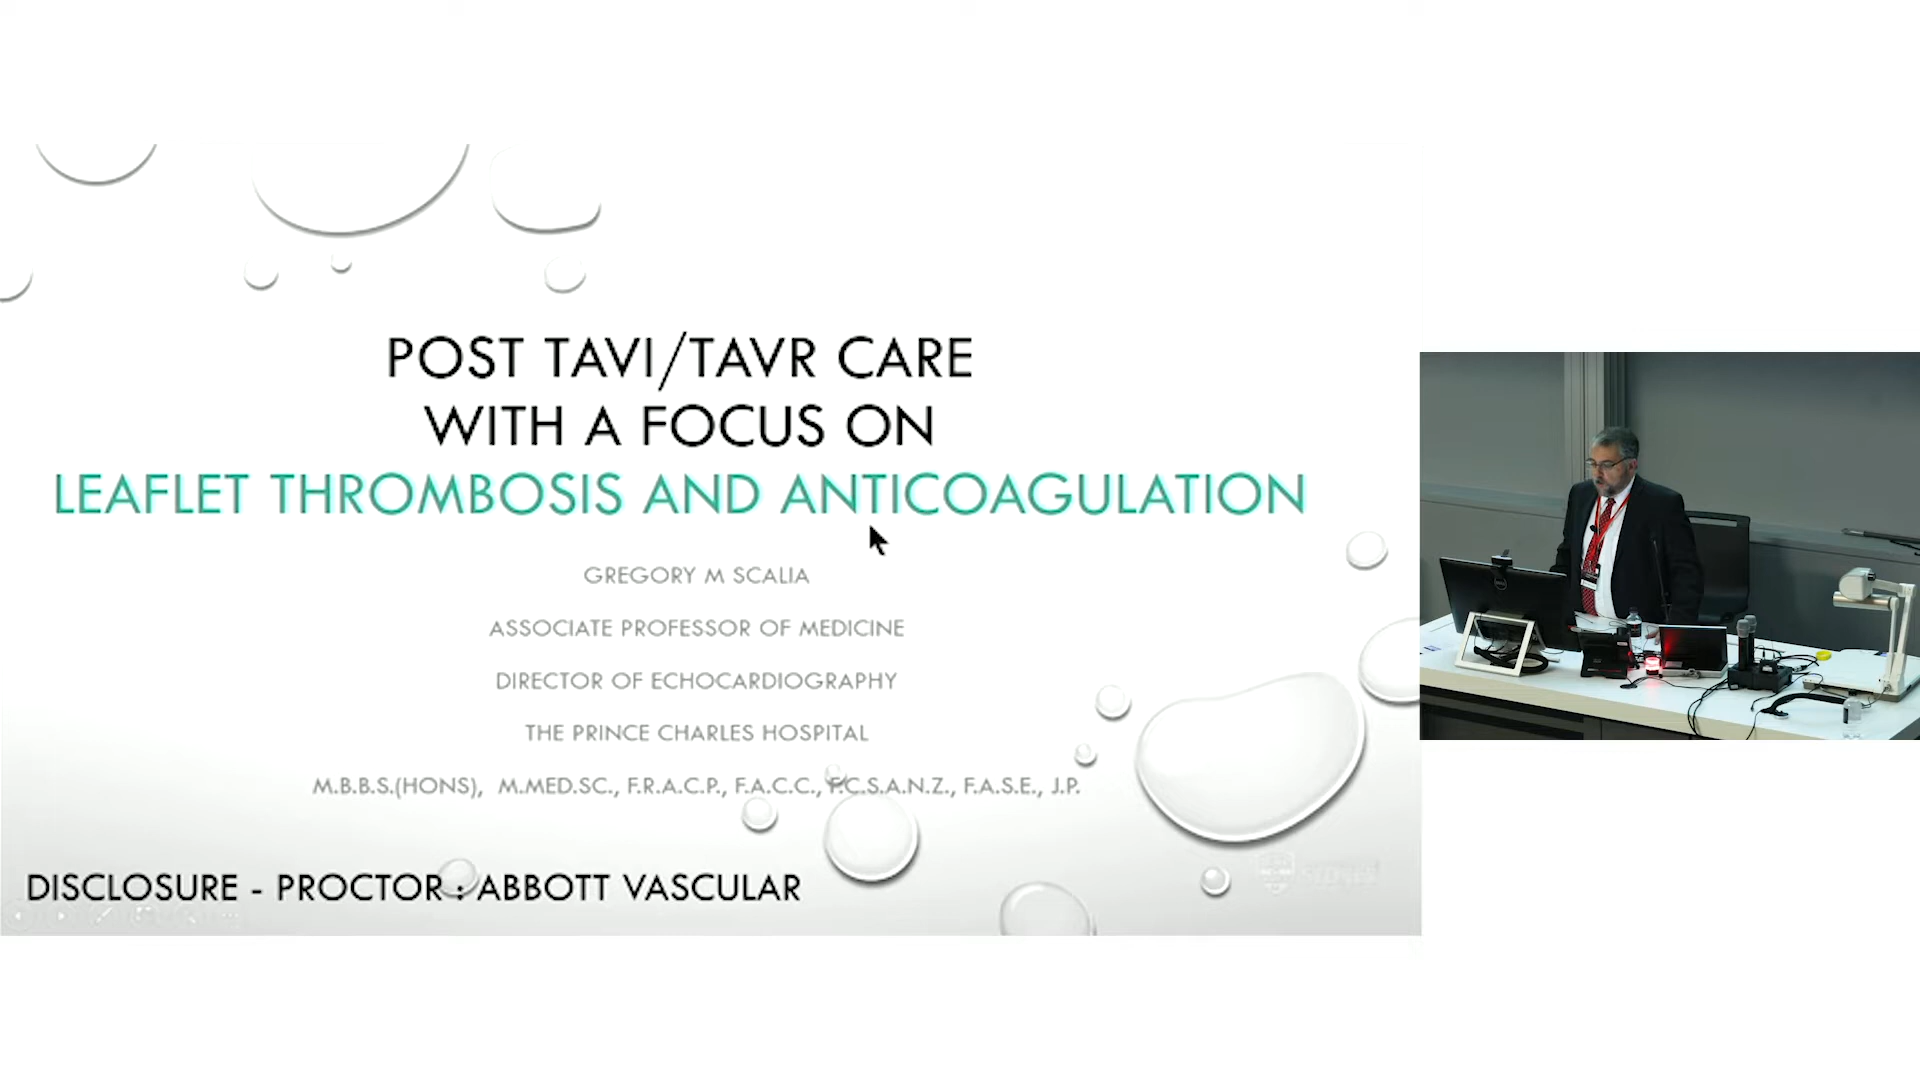 POST TAVI/TAVR CARE
WITH A FOCUS ON
LEAFLET THROMBOSIS AND ANTICOAGULATION
GREGORY M SCALIA
ASSOCIATE PROFESSOR OF MEDICINE
DIRECTOR OF ECHOCARDIOGRAPHY
THE PRINCE CHARLES HOSPITAL
M.B.B.S.(HONS), M.MED.SC., F.R.A.C.P., F.A.C.C., F.C.S.A.N.Z., F.A.S.E., J.P.
DISCLOSURE - PROCTOR : ABBOTT VASCULAR